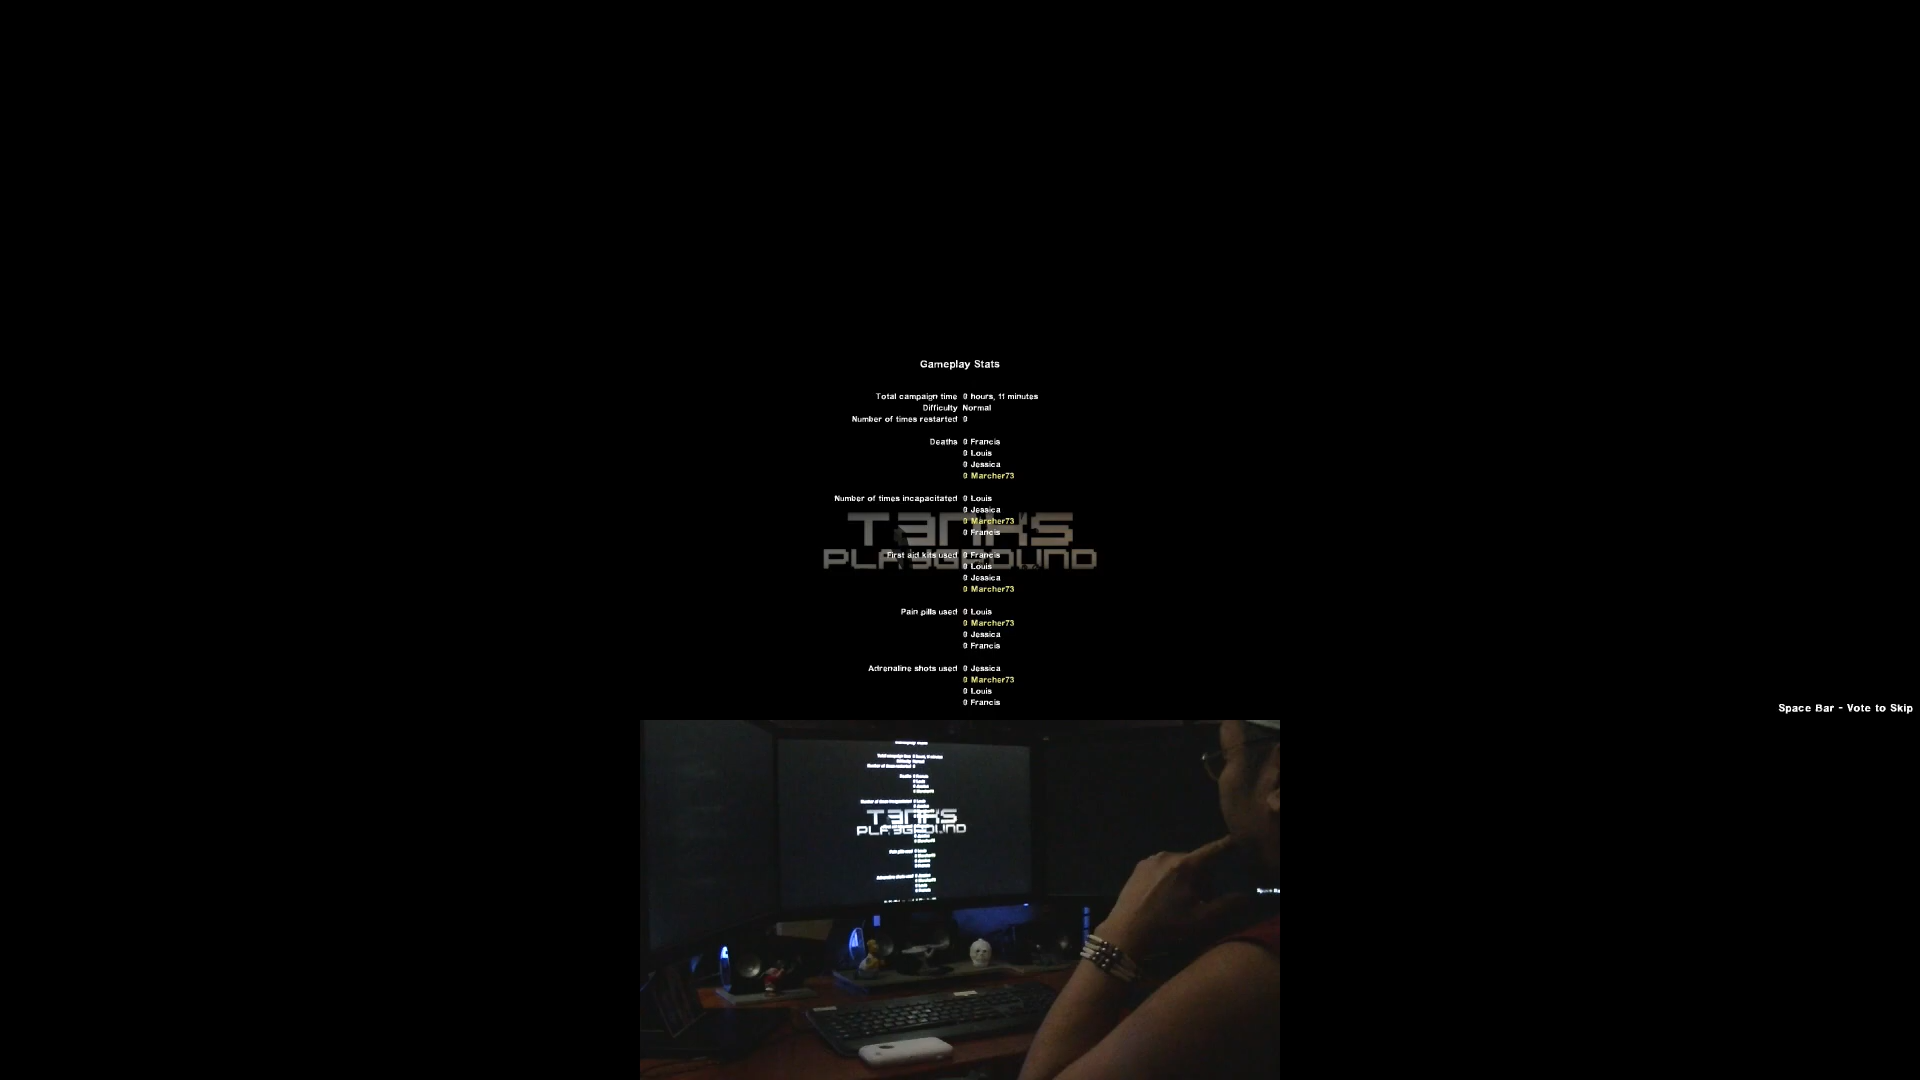 Gameplay Stats
Total campaign time 0 hours, 11 minutes
Difficulty Normal
Number of times restarted 0
Deaths 0 Francis
0 Louis
0 Jessica
0 Marcher73
Number of times incapacitated 0 Louis
0 Jessica
0 Marcher73
0 Francis
TANKS
PLAYGROUND
First aid kits used 0 Francis
0 Louis
0 Jessica
0 Marcher73
Pain pills used 0 Louis
0 Marcher73
0 Jessica
0 Francis
Adrenaline shots used 0 Jessica
0 Marcher73
0 Louis
0 Francis
Space Bar - Vote to Skip
TANKS
PLAYGROUND